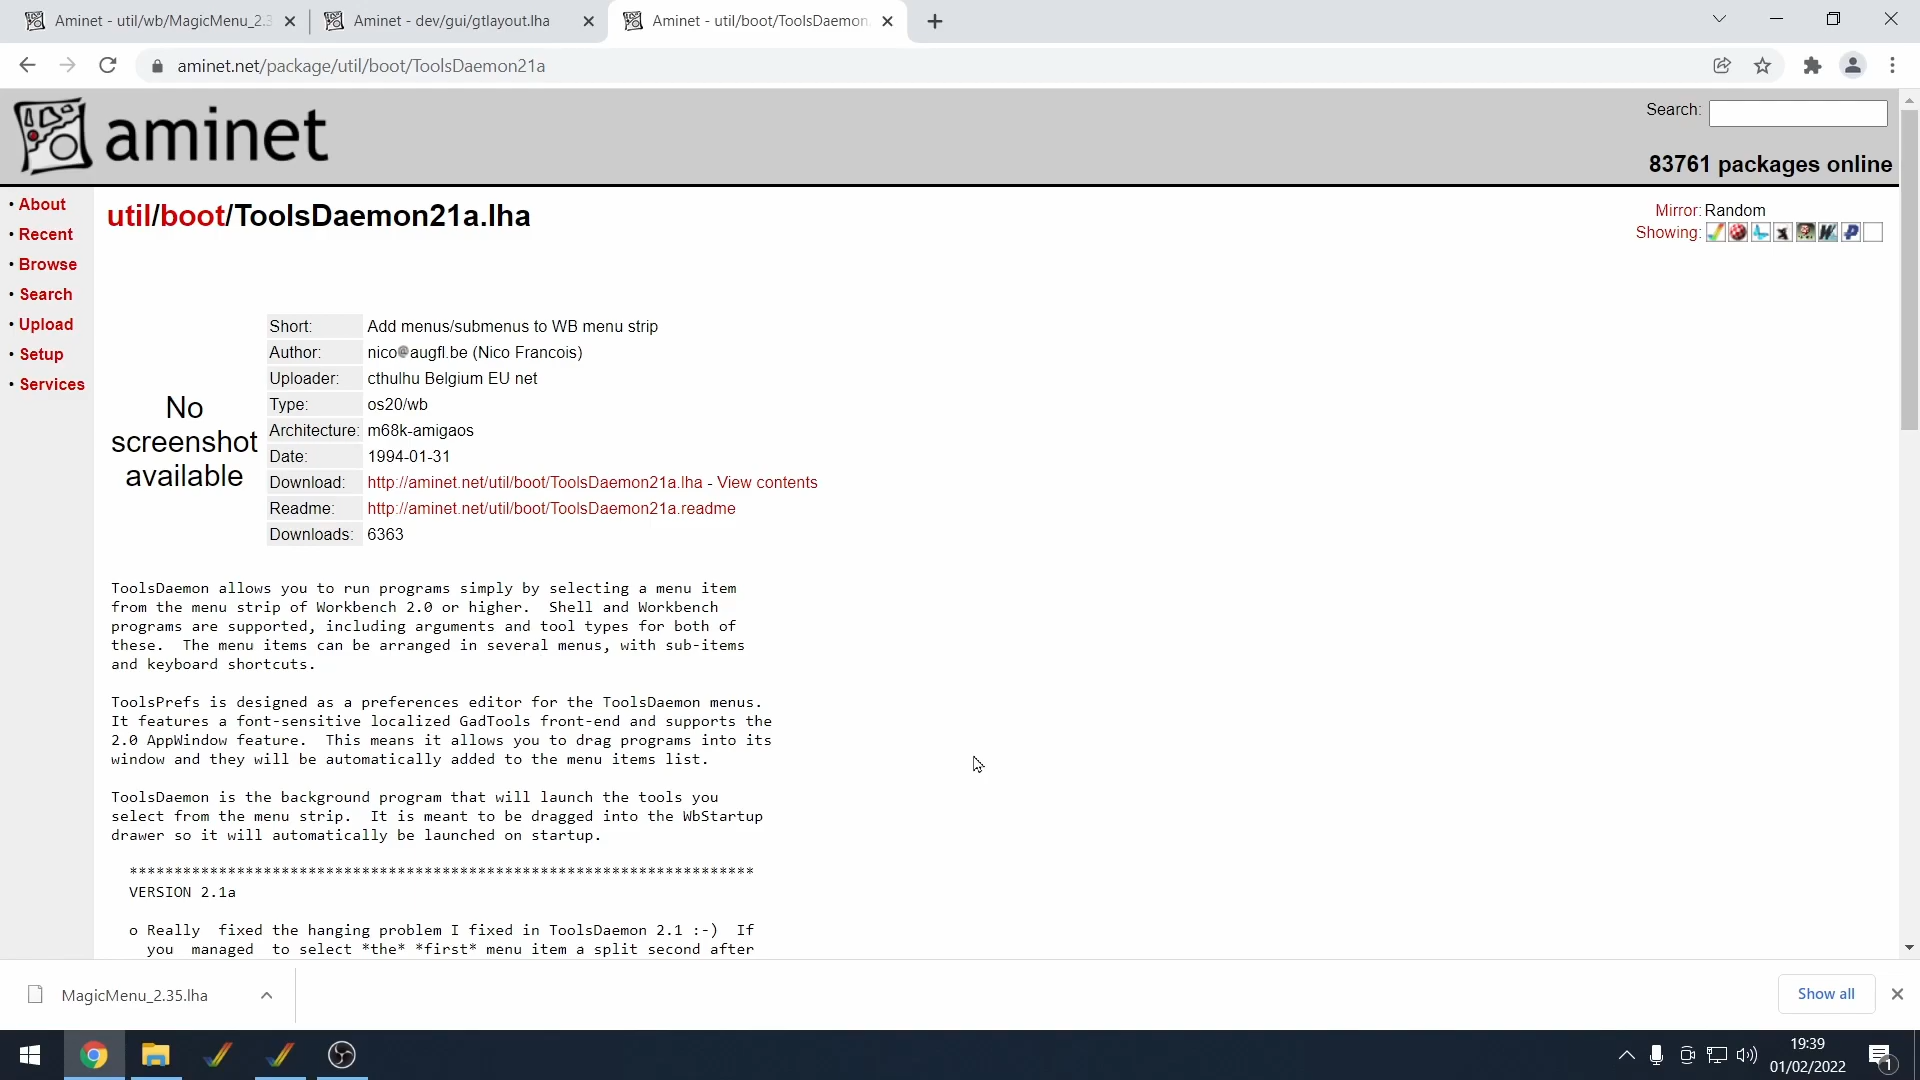 Aminet - util/wb/MagicMenu_2.3
Aminet - dev/gui/gtlayout.lha
Aminet - util/boot/ToolsDaemon
aminet.net/package/util/boot/ToolsDaemon21a
aminet
Search:
83761 packages online
• About
• Recent
• Browse
• Search
• Upload
• Setup
• Services
util/boot/ToolsDaemon21a.lha
Mirror: Random
Showing:
No
screenshot
available
Short: Add menus/submenus to WB menu strip
Author: nico@augfl.be (Nico Francois)
Uploader: cthulhu Belgium EU net
Type: os20/wb
Architecture: m68k-amigaos
Date: 1994-01-31
Download: http://aminet.net/util/boot/ToolsDaemon21a.lha - View contents
Readme: http://aminet.net/util/boot/ToolsDaemon21a.readme
Downloads: 6363
ToolsDaemon allows you to run programs simply by selecting a menu item
from the menu strip of Workbench 2.0 or higher.  Shell and Workbench
programs are supported, including arguments and tool types for both of
these.  The menu items can be arranged in several menus, with sub-items
and keyboard shortcuts.
ToolsPrefs is designed as a preferences editor for the ToolsDaemon menus.
It features a font-sensitive localized GadTools front-end and supports the
2.0 AppWindow feature.  This means it allows you to drag programs into its
window and they will be automatically added to the menu items list.
ToolsDaemon is the background program that will launch the tools you
select from the menu strip.  It is meant to be dragged into the WbStartup
drawer so it will automatically be launched on startup.
**********************************************************************
VERSION 2.1a
o Really  fixed the hanging problem I fixed in ToolsDaemon 2.1 :-)  If
you  managed  to select *the* *first* menu item a split second after
MagicMenu_2.35.lha
Show all
19:39
01/02/2022
1